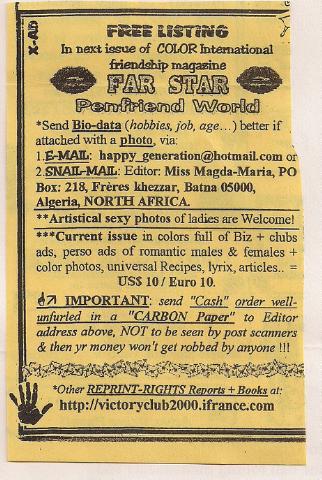 X-AD
FREE LISTING
In next issue of COLOR International
friendship magazine
FAR STAR
Penfriend World
*Send Bio-data (hobbies, job, age…) better if
attached with a photo, via:
1.E-MAIL: happy_generation@hotmail.com or
2.SNAIL-MAIL: Editor: Miss Magda-Maria, PO
Box: 218, Frères khezzar, Batna 05000,
Algeria, NORTH AFRICA.
**Artistical sexy photos of ladies are Welcome!
***Current issue in colors full of Biz + clubs
ads, perso ads of romantic males & females +
color photos, universal Recipes, lyrix, articles.. =
US$ 10 / Euro 10.
IMPORTANT: send "Cash" order well-
unfurled in a "CARBON Paper" to Editor
address above, NOT to be seen by post scanners
& then yr money won't get robbed by anyone !!!
*Other REPRINT-RIGHTS Reports + Books at:
http://victoryclub2000.ifrance.com